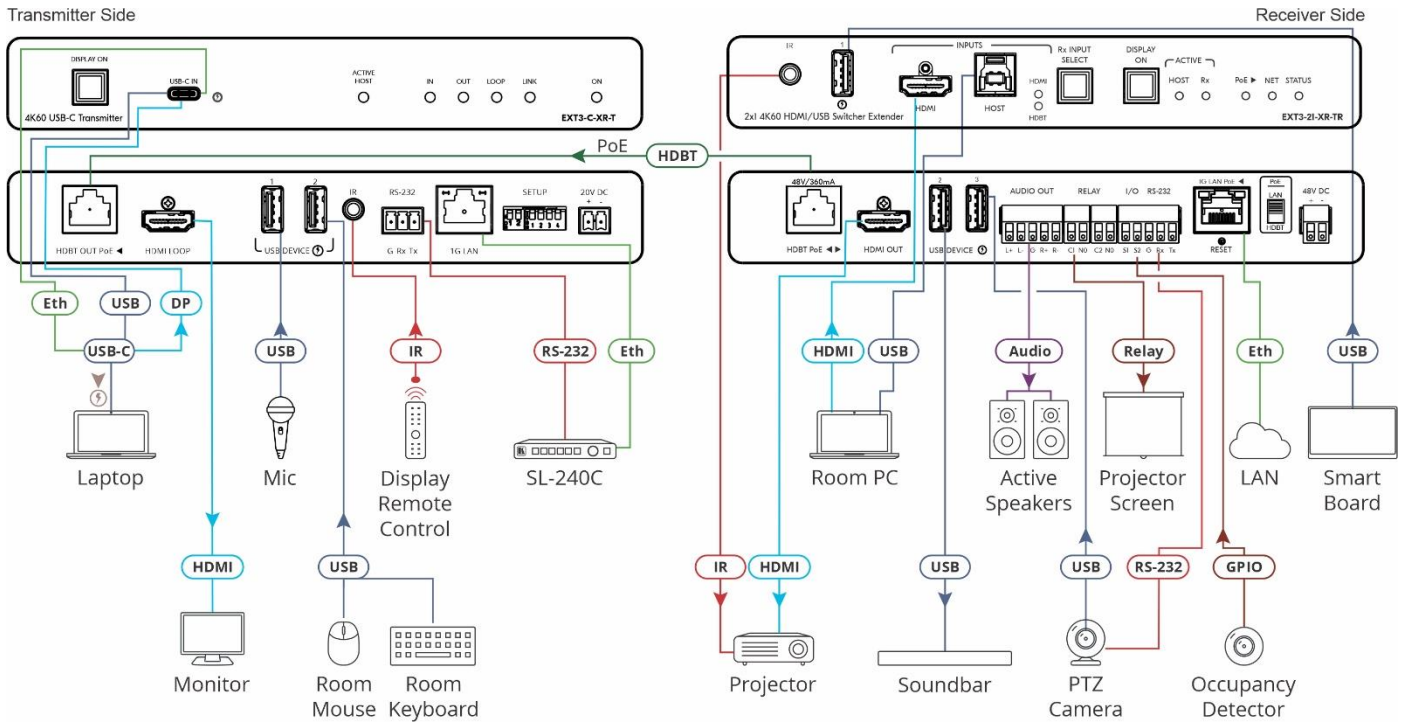 Transmitter Side
Receiver Side
DISPLAY ON
USB-C IN
ACTIVE HOST
IN
OUT
LOOP
LINK
ON
4K60 USB-C Transmitter
EXT3-C-XR-T
IR
1
INPUTS
HDMI
HOST
HDMI
HDBT
Rx INPUT SELECT
DISPLAY ON
ACTIVE
HOST
Rx
PoE ▶
NET
STATUS
2x1 4K60 HDMI/USB Switcher Extender
EXT3-21-XR-TR
PoE
HDBT
HDBT OUT PoE ◀
HDMI LOOP
1
2
USB DEVICE
IR
RS-232
G Rx Tx
1G LAN
SETUP
1 2
1 2 3 4
20V DC
+ -
48V/360mA
HDBT PoE ◀ ▶
HDMI OUT
2
3
USB DEVICE
AUDIO OUT
L+ L- G R+ R-
RELAY
C1 NO C2 NO
I/O
RS-232
S1 S2 G Rx Tx
1G LAN PoE ◀
RESET
PoE
LAN
HDBT
48V DC
+ -
Eth
USB
DP
USB-C
USB
IR
RS-232
Eth
HDMI
USB
Audio
Relay
Eth
USB
Laptop
Mic
Display
Remote
Control
SL-240C
Room PC
Active
Speakers
Projector
Screen
LAN
Smart
Board
HDMI
USB
IR
HDMI
USB
USB
RS-232
GPIO
Monitor
Room
Mouse
Room
Keyboard
Projector
Soundbar
PTZ
Camera
Occupancy
Detector